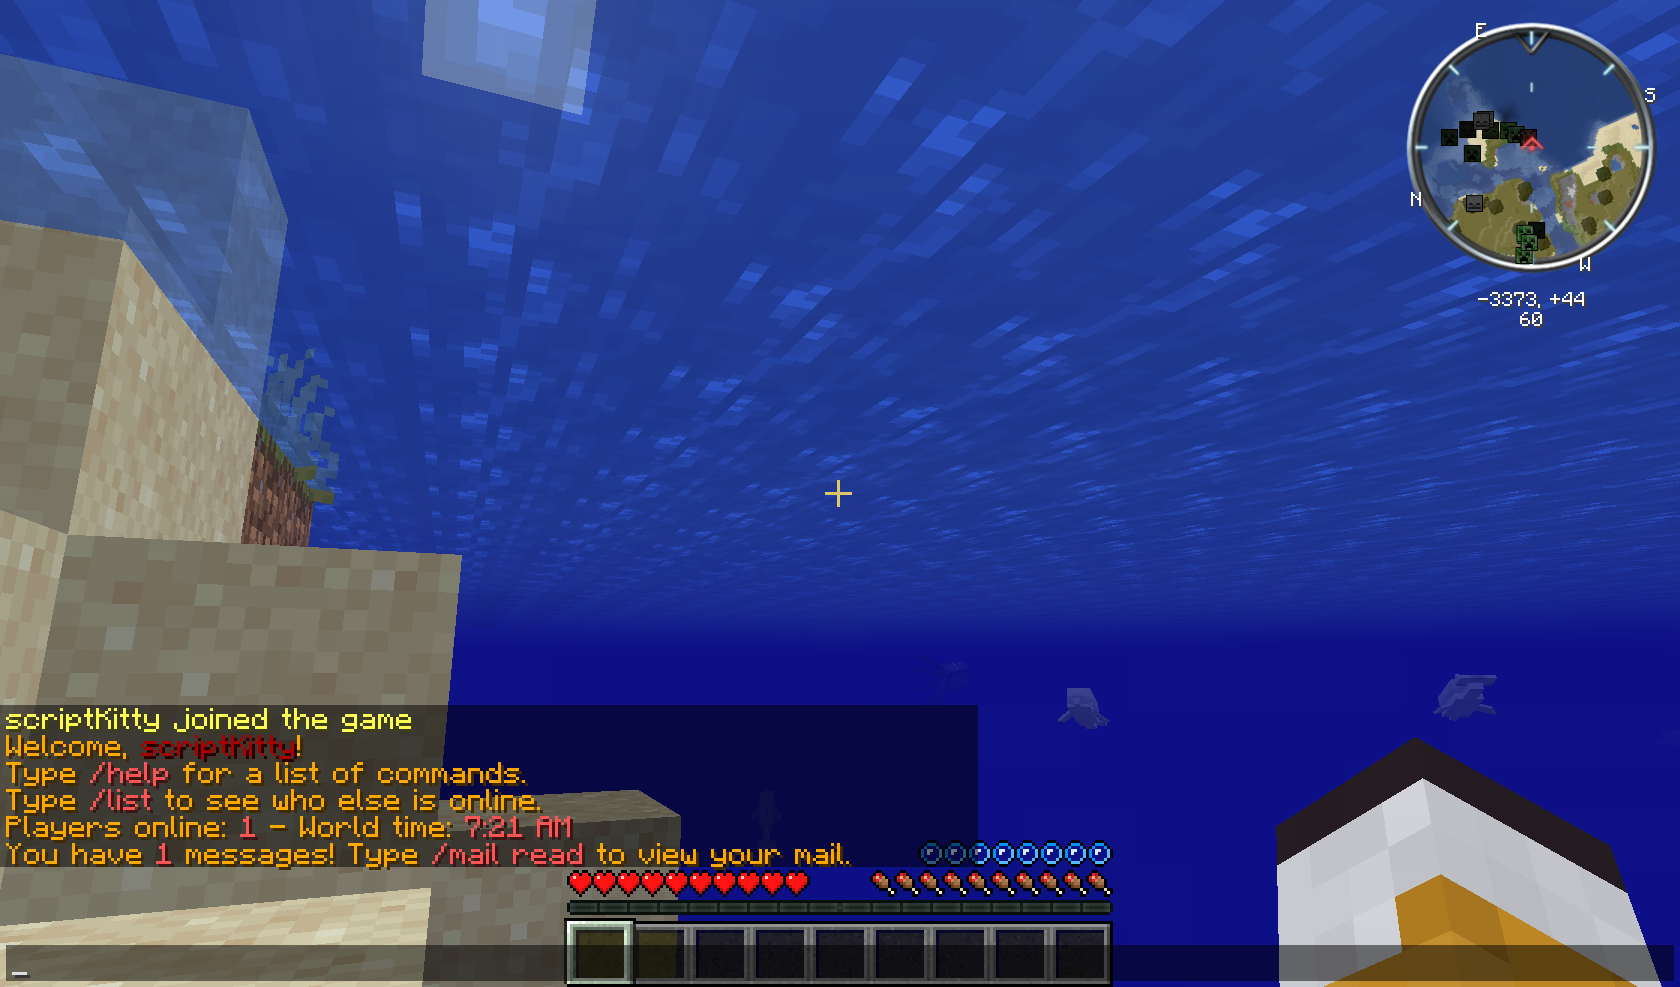 E
S
N
W
-3373, +44
60
scriptKitty joined the game
Welcome, scriptKitty!
Type /help for a list of commands.
Type /list to see who else is online.
Players online: 1 - World time: 7:21 AM
You have 1 messages! Type /mail read to view your mail.
_